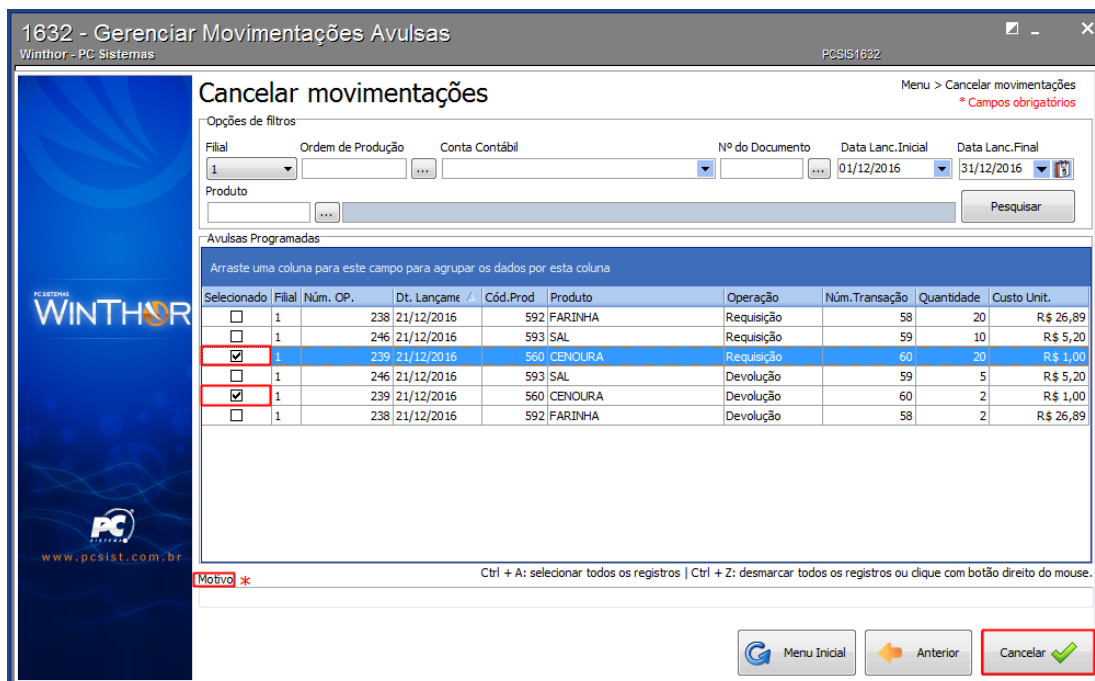 1632 - Gerenciar Movimentações Avulsas
Winthor - PC Sistemas PCSIS1632
Cancelar movimentações
Menu > Cancelar movimentações
* Campos obrigatórios
Opções de filtros
Filial Ordem de Produção Conta Contábil Nº do Documento Data Lanc.Inicial Data Lanc.Final
1 ... ... 01/12/2016 31/12/2016
Produto
... Pesquisar
Avulsas Programadas
Arraste uma coluna para este campo para agrupar os dados por esta coluna
Selecionado Filial Núm. OP. Dt. Lançame Cód.Prod Produto Operação Núm.Transação Quantidade Custo Unit.
1 238 21/12/2016 592 FARINHA Requisição 58 20 R$ 26,89
1 246 21/12/2016 593 SAL Requisição 59 10 R$ 5,20
1 239 21/12/2016 560 CENOURA Requisição 60 20 R$ 1,00
1 246 21/12/2016 593 SAL Devolução 59 5 R$ 5,20
1 239 21/12/2016 560 CENOURA Devolução 60 2 R$ 1,00
1 238 21/12/2016 592 FARINHA Devolução 58 2 R$ 26,89
PC SISTEMAS
WINTHOR
PC
SISTEMAS
www.pcsist.com.br
Motivo *
Ctrl + A: selecionar todos os registros | Ctrl + Z: desmarcar todos os registros ou clique com botão direito do mouse.
Menu Inicial Anterior Cancelar